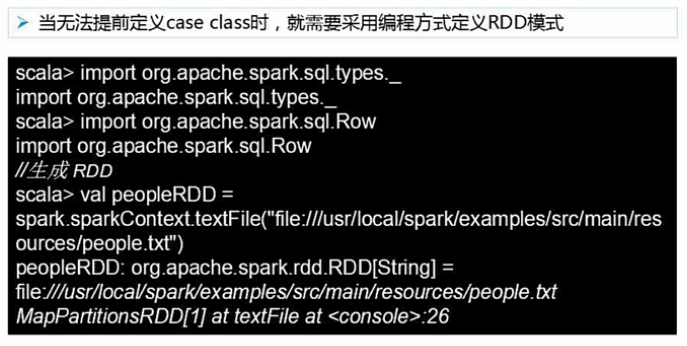 ➢ 当无法提前定义case class时，就需要采用编程方式定义RDD模式
scala> import org.apache.spark.sql.types._
import org.apache.spark.sql.types._
scala> import org.apache.spark.sql.Row
import org.apache.spark.sql.Row
//生成 RDD
scala> val peopleRDD =
spark.sparkContext.textFile("file:///usr/local/spark/examples/src/main/res
ources/people.txt")
peopleRDD: org.apache.spark.rdd.RDD[String] =
file:///usr/local/spark/examples/src/main/resources/people.txt
MapPartitionsRDD[1] at textFile at <console>:26